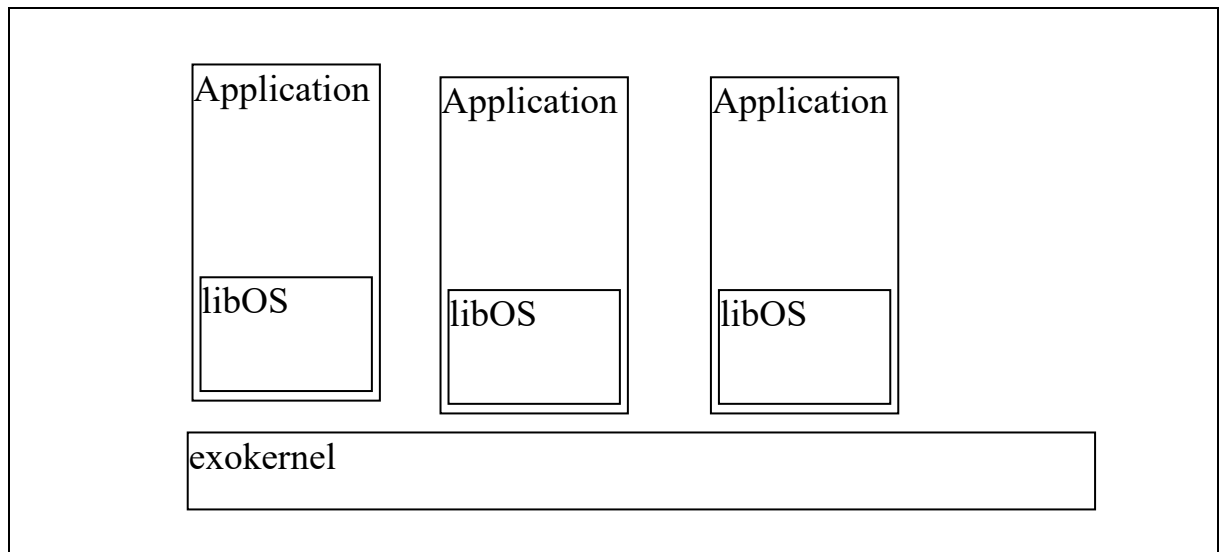 Application
Application
Application
libOS
libOS
libOS
exokernel